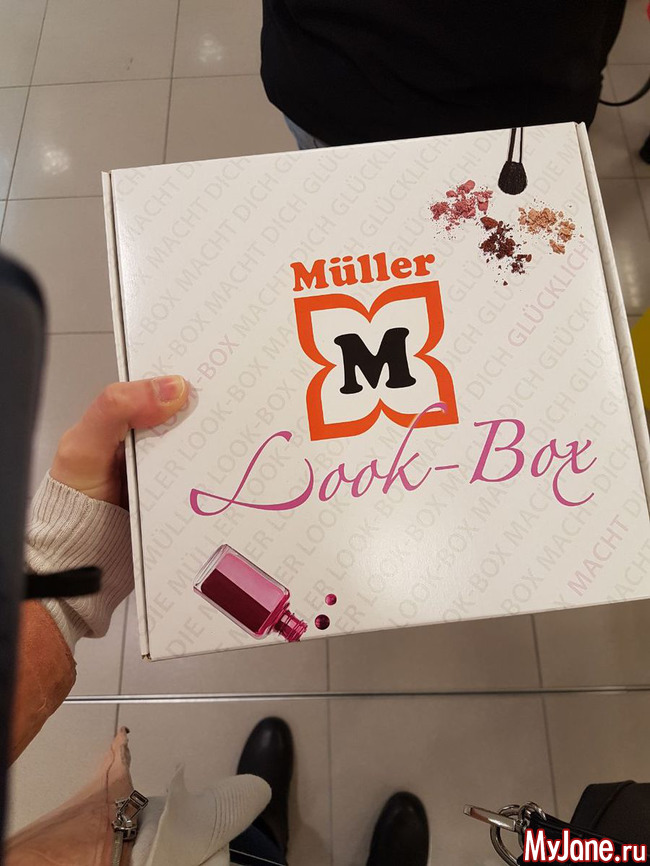 Müller
M
Look-Box
DIE MÜLLER LOOK-BOX MACHT DICH GLÜCKLICH
MyJane.ru